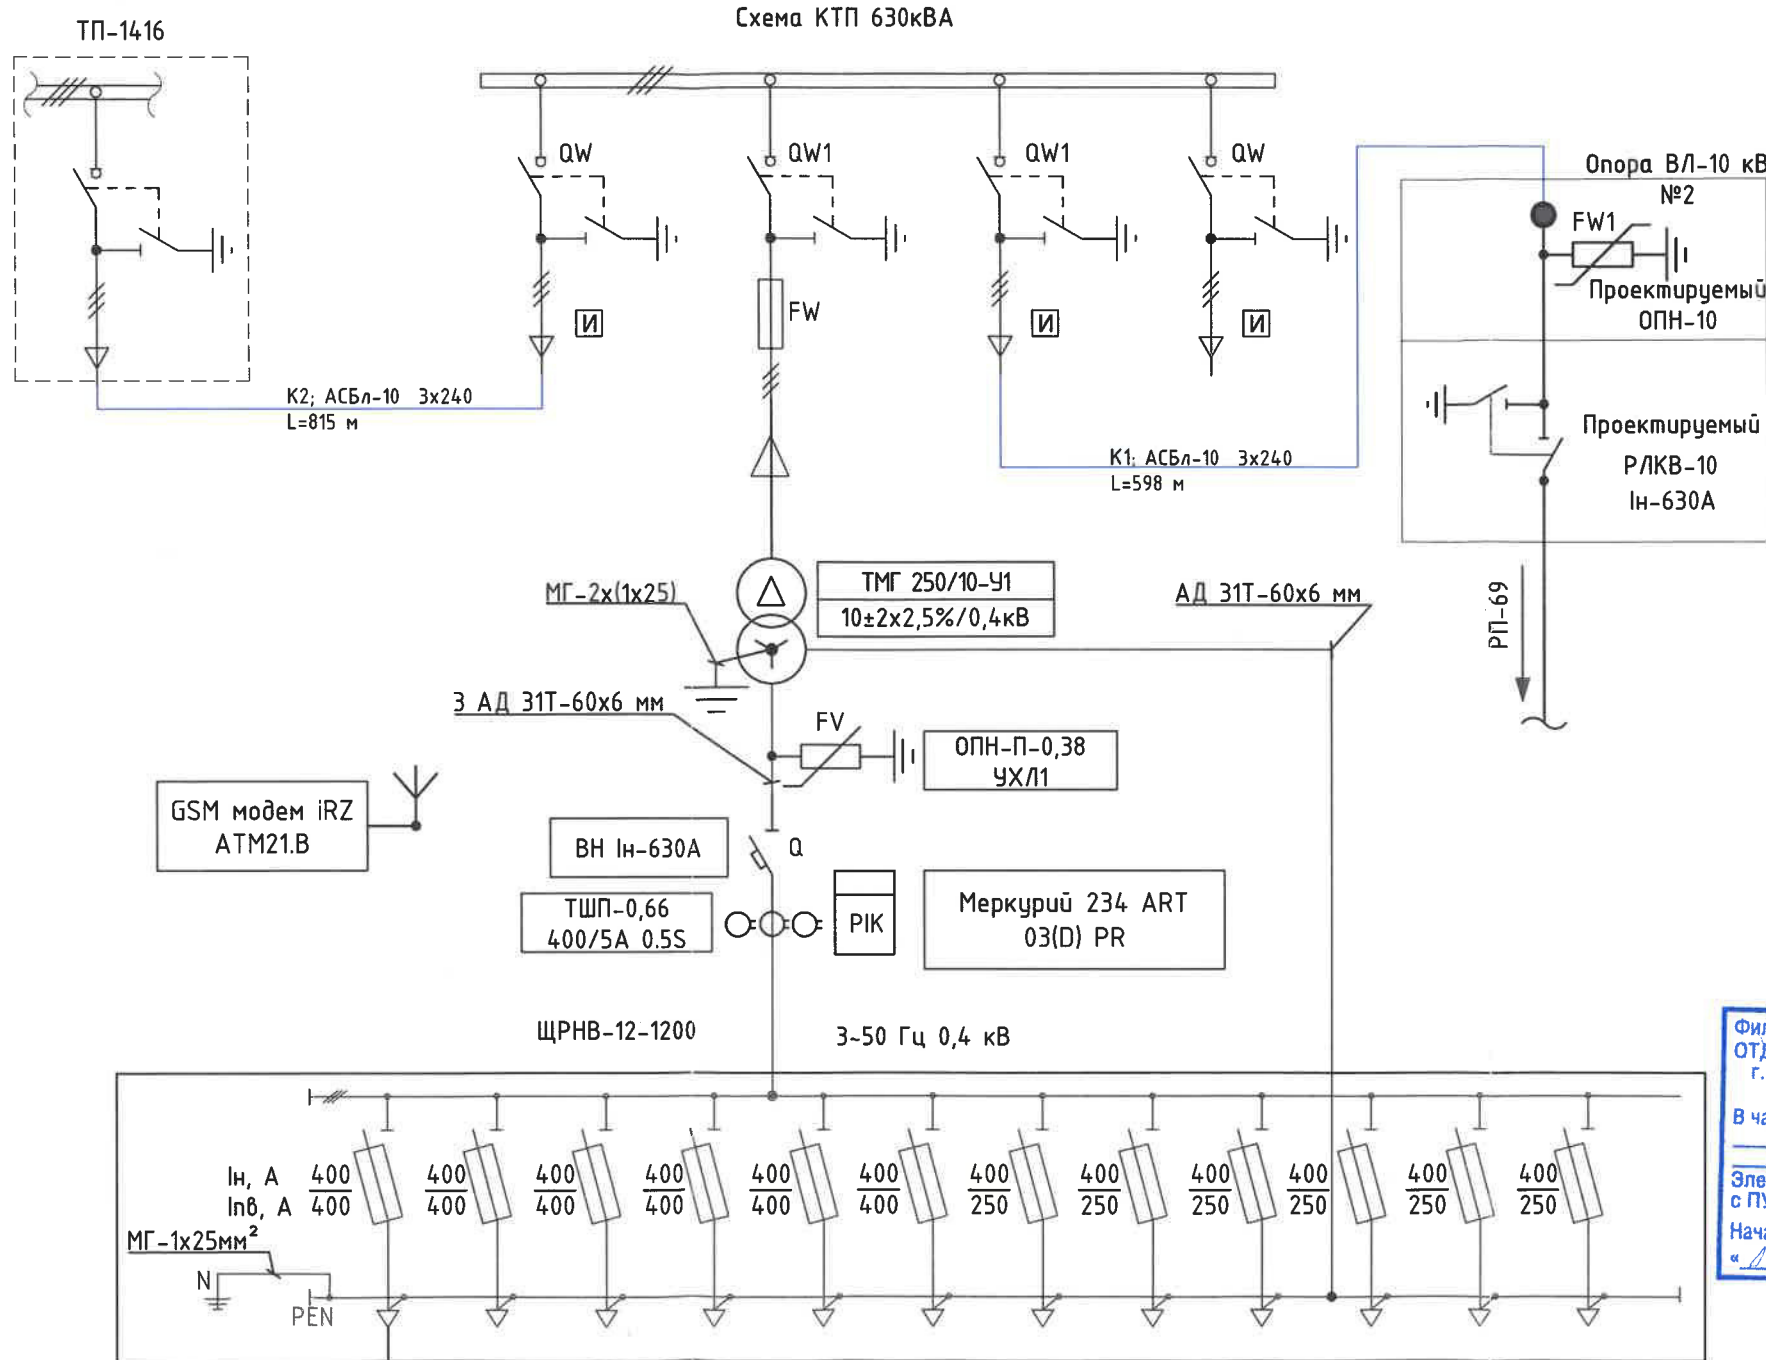 Схема КТП 630кВА
ТП-1416
QW
QW1
QW1
QW
FW
И
И
И
Опора ВЛ-10 кВ
№2
FW1
Проектируемый
ОПН-10
Проектируемый
РЛКВ-10
Iн-630А
РП-69
К2; АСБл-10 3х240
L=815 м
К1; АСБл-10 3х240
L=598 м
МГ-2х(1х25)
ТМГ 250/10-У1
10±2х2,5%/0,4кВ
АД 31Т-60х6 мм
3 АД 31Т-60х6 мм
FV
ОПН-П-0,38
УХЛ1
GSM модем iRZ
ATM21.B
ВН Iн-630А
Q
ТШП-0,66
400/5А 0.5S
PIK
Меркурий 234 ART
03(D) PR
ЩРНВ-12-1200
3~50 Гц 0,4 кВ
Iн, А 400 400 400 400 400 400 400 400 400 400 400 400
Iпв, А 400 400 400 400 400 400 250 250 250 250 250 250
МГ-1х25мм²
N
PEN
ОТД
г.
В ча
Эле
с ПУ
Нача